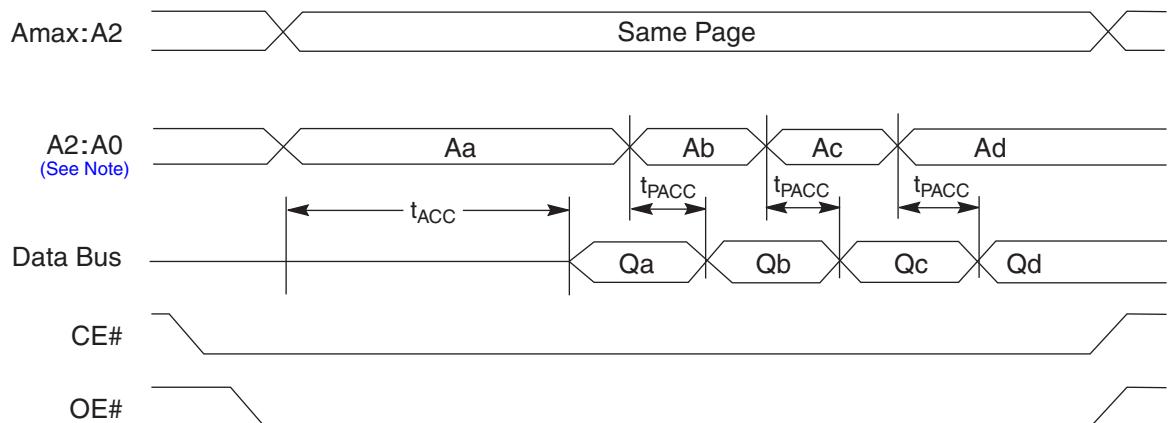 Amax:A2
Same Page
A2:A0
(See Note)
Aa
Ab
Ac
Ad
tACC
tPACC
tPACC
tPACC
Data Bus
Qa
Qb
Qc
Qd
CE#
OE#